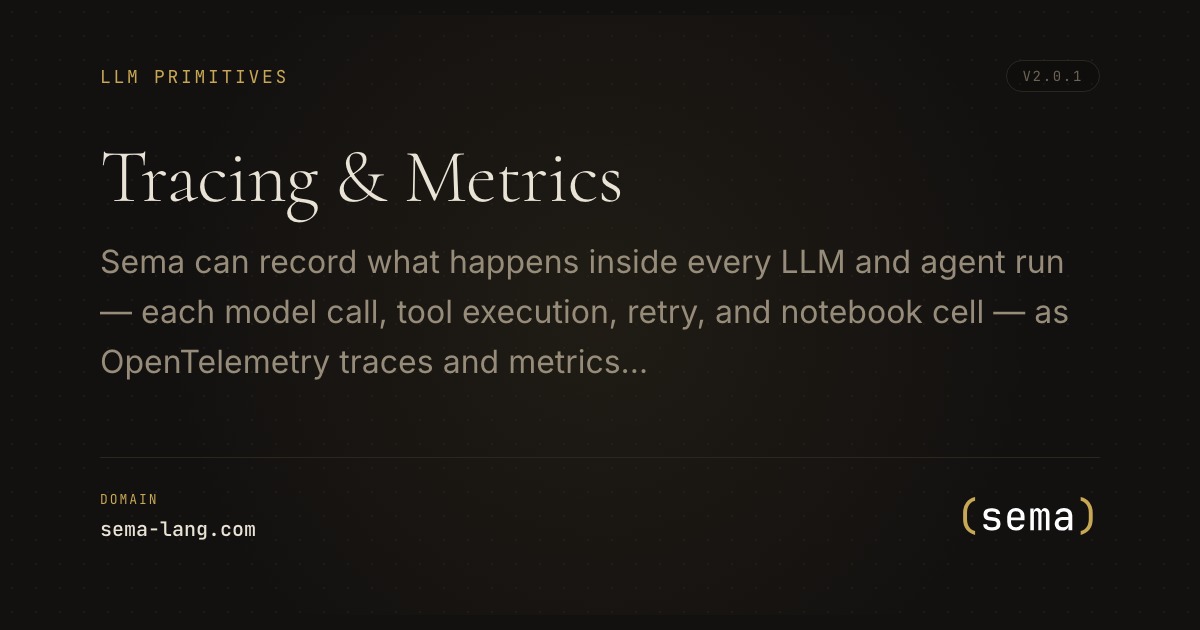 LLM PRIMITIVES
V2.0.1
Tracing & Metrics
Sema can record what happens inside every LLM and agent run
— each model call, tool execution, retry, and notebook cell — as
OpenTelemetry traces and metrics...
DOMAIN
sema-lang.com
(sema)